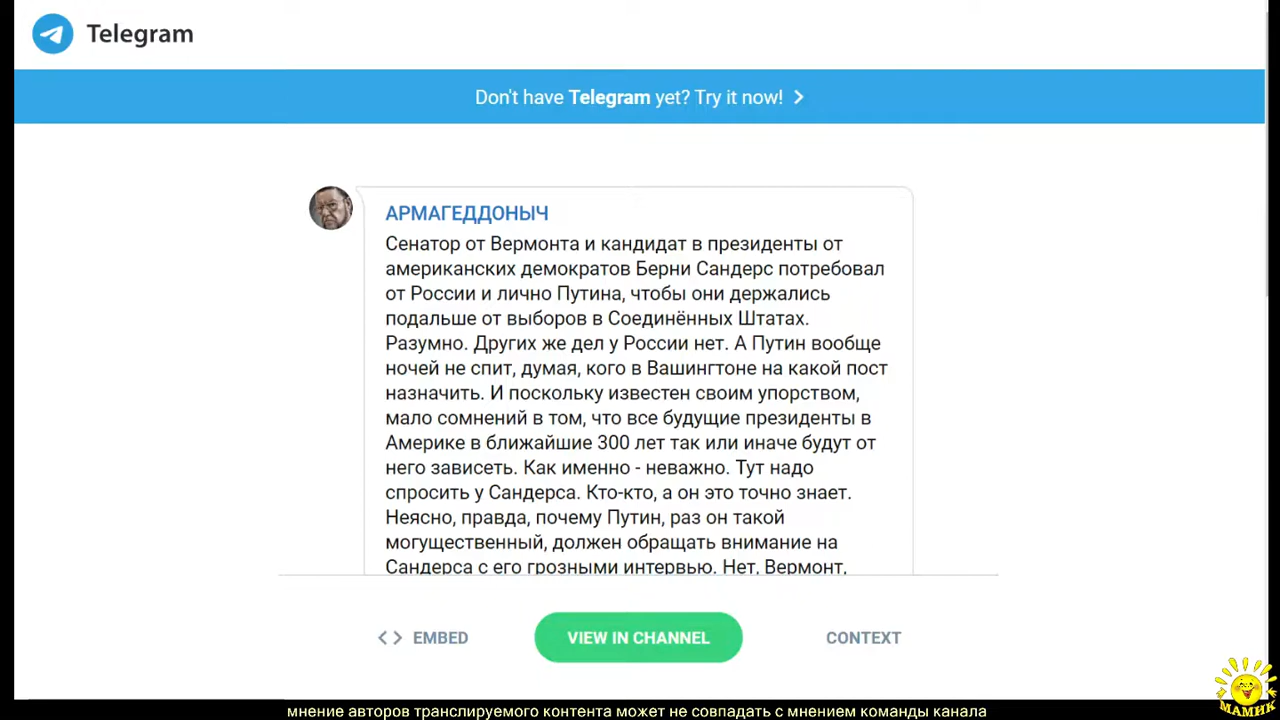 Telegram
Don't have Telegram yet? Try it now!
АРМАГЕДДОНЫЧ
Сенатор от Вермонта и кандидат в президенты от
американских демократов Берни Сандерс потребовал
от России и лично Путина, чтобы они держались
подальше от выборов в Соединённых Штатах.
Разумно. Других же дел у России нет. А Путин вообще
ночей не спит, думая, кого в Вашингтоне на какой пост
назначить. И поскольку известен своим упорством,
мало сомнений в том, что все будущие президенты в
Америке в ближайшие 300 лет так или иначе будут от
него зависеть. Как именно - неважно. Тут надо
спросить у Сандерса. Кто-кто, а он это точно знает.
Неясно, правда, почему Путин, раз он такой
могущественный, должен обращать внимание на
Сандерса с его грозными интервью. Нет, Вермонт,
EMBED
VIEW IN CHANNEL
CONTEXT
МАМИК
мнение авторов транслируемого контента может не совпадать с мнением команды канала